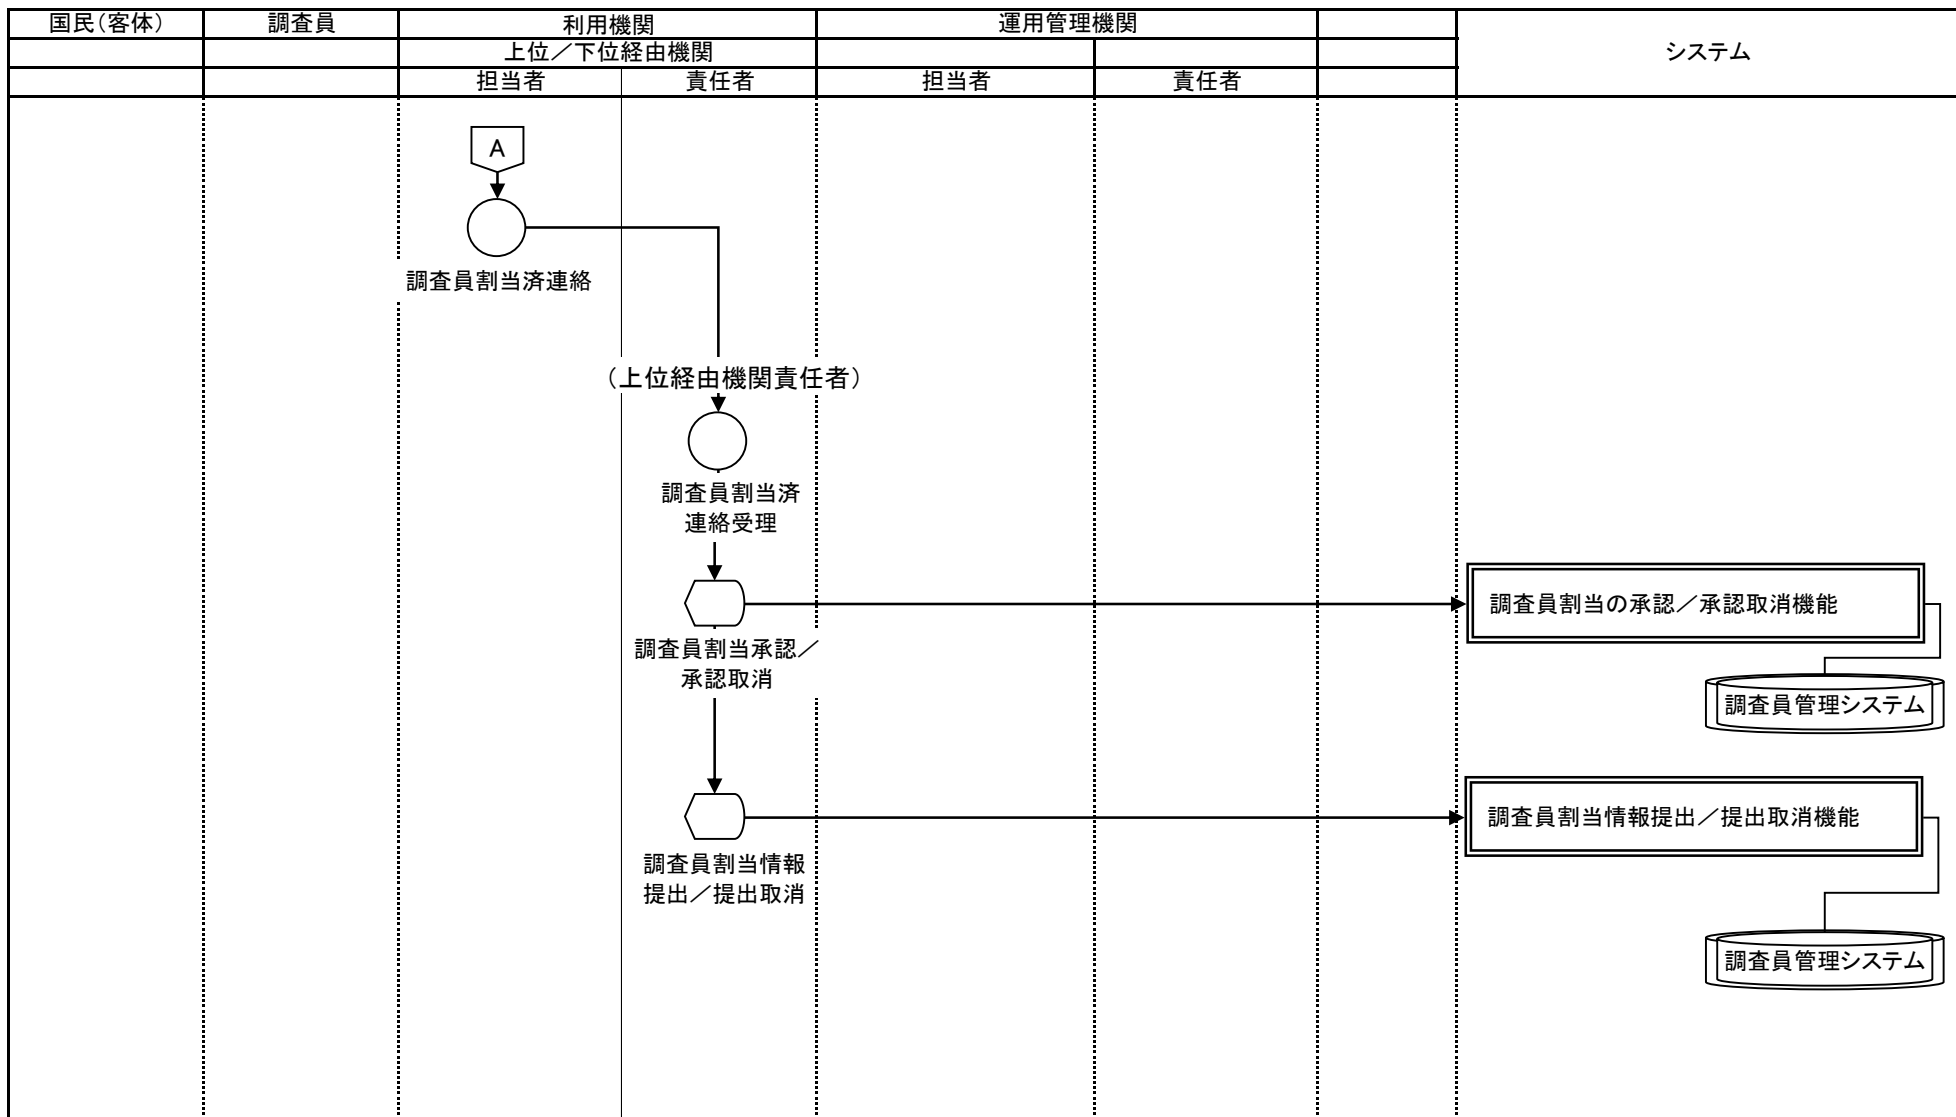 国民（客体）
調査員
利用機関
運用管理機関
上位／下位経由機関
システム
担当者
責任者
担当者
責任者
A
調査員割当済連絡
（上位経由機関責任者）
調査員割当済
連絡受理
調査員割当の承認／承認取消機能
調査員割当承認／
承認取消
調査員管理システム
調査員割当情報提出／提出取消機能
調査員割当情報
提出／提出取消
調査員管理システム